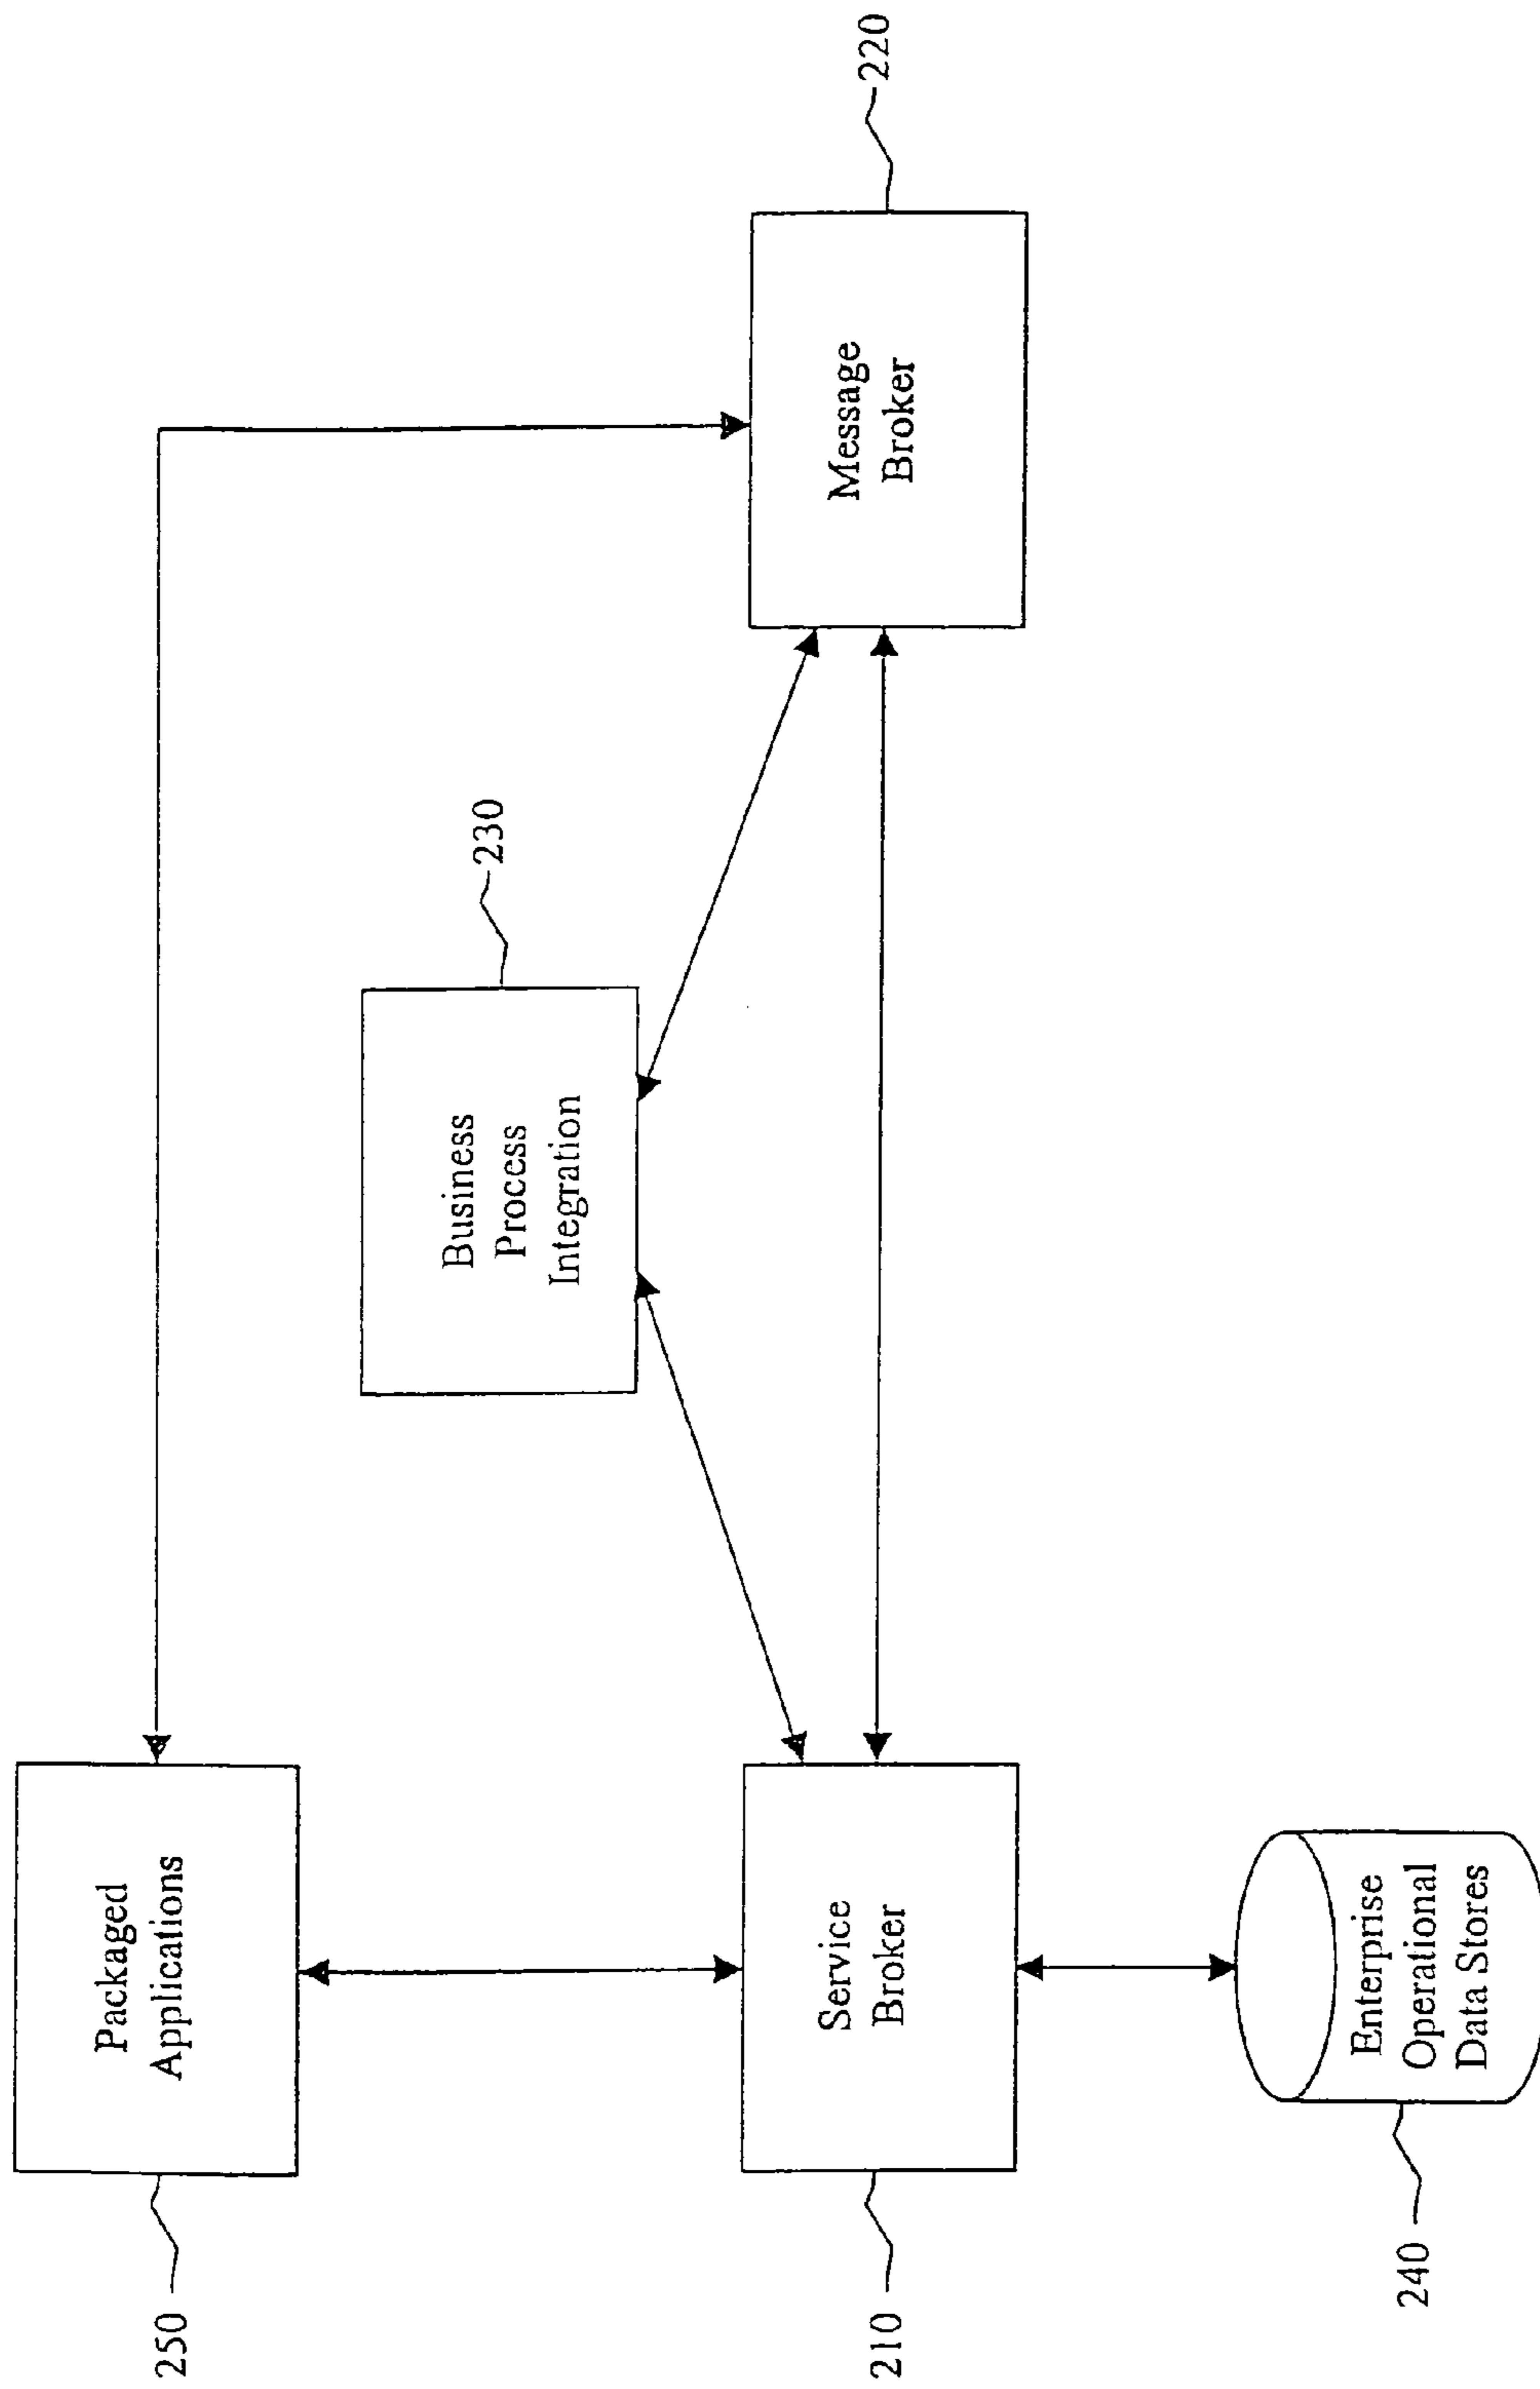 Packaged
Applications
250
Business
Process
Integration
230
Service
Broker
210
Message
Broker
220
Enterprise
Operational
Data Stores
240